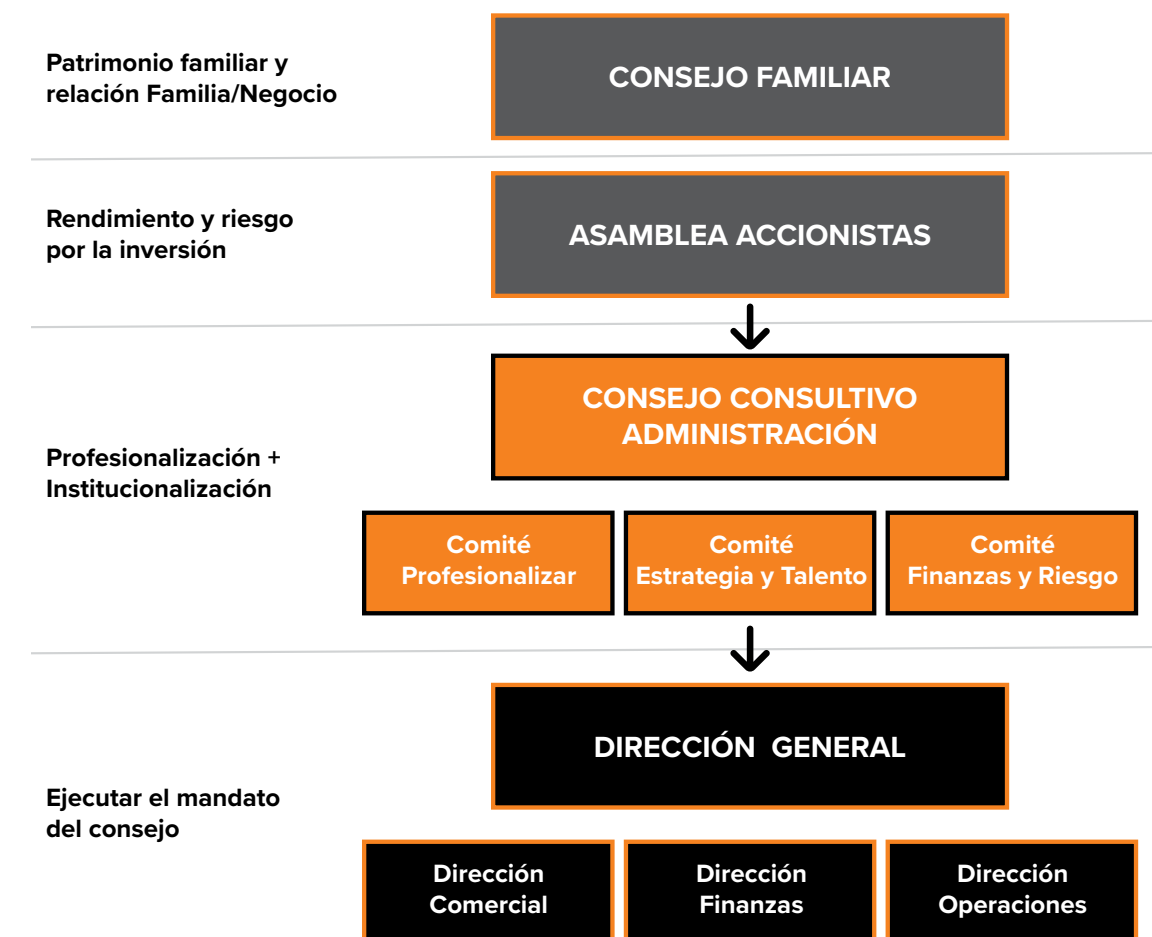 Patrimonio familiar y
relación Familia/Negocio
CONSEJO FAMILIAR
Rendimiento y riesgo
por la inversión
ASAMBLEA ACCIONISTAS
Profesionalización +
Institucionalización
CONSEJO CONSULTIVO
ADMINISTRACIÓN
Comité
Profesionalizar
Comité
Estrategia y Talento
Comité
Finanzas y Riesgo
Ejecutar el mandato
del consejo
DIRECCIÓN GENERAL
Dirección
Comercial
Dirección
Finanzas
Dirección
Operaciones